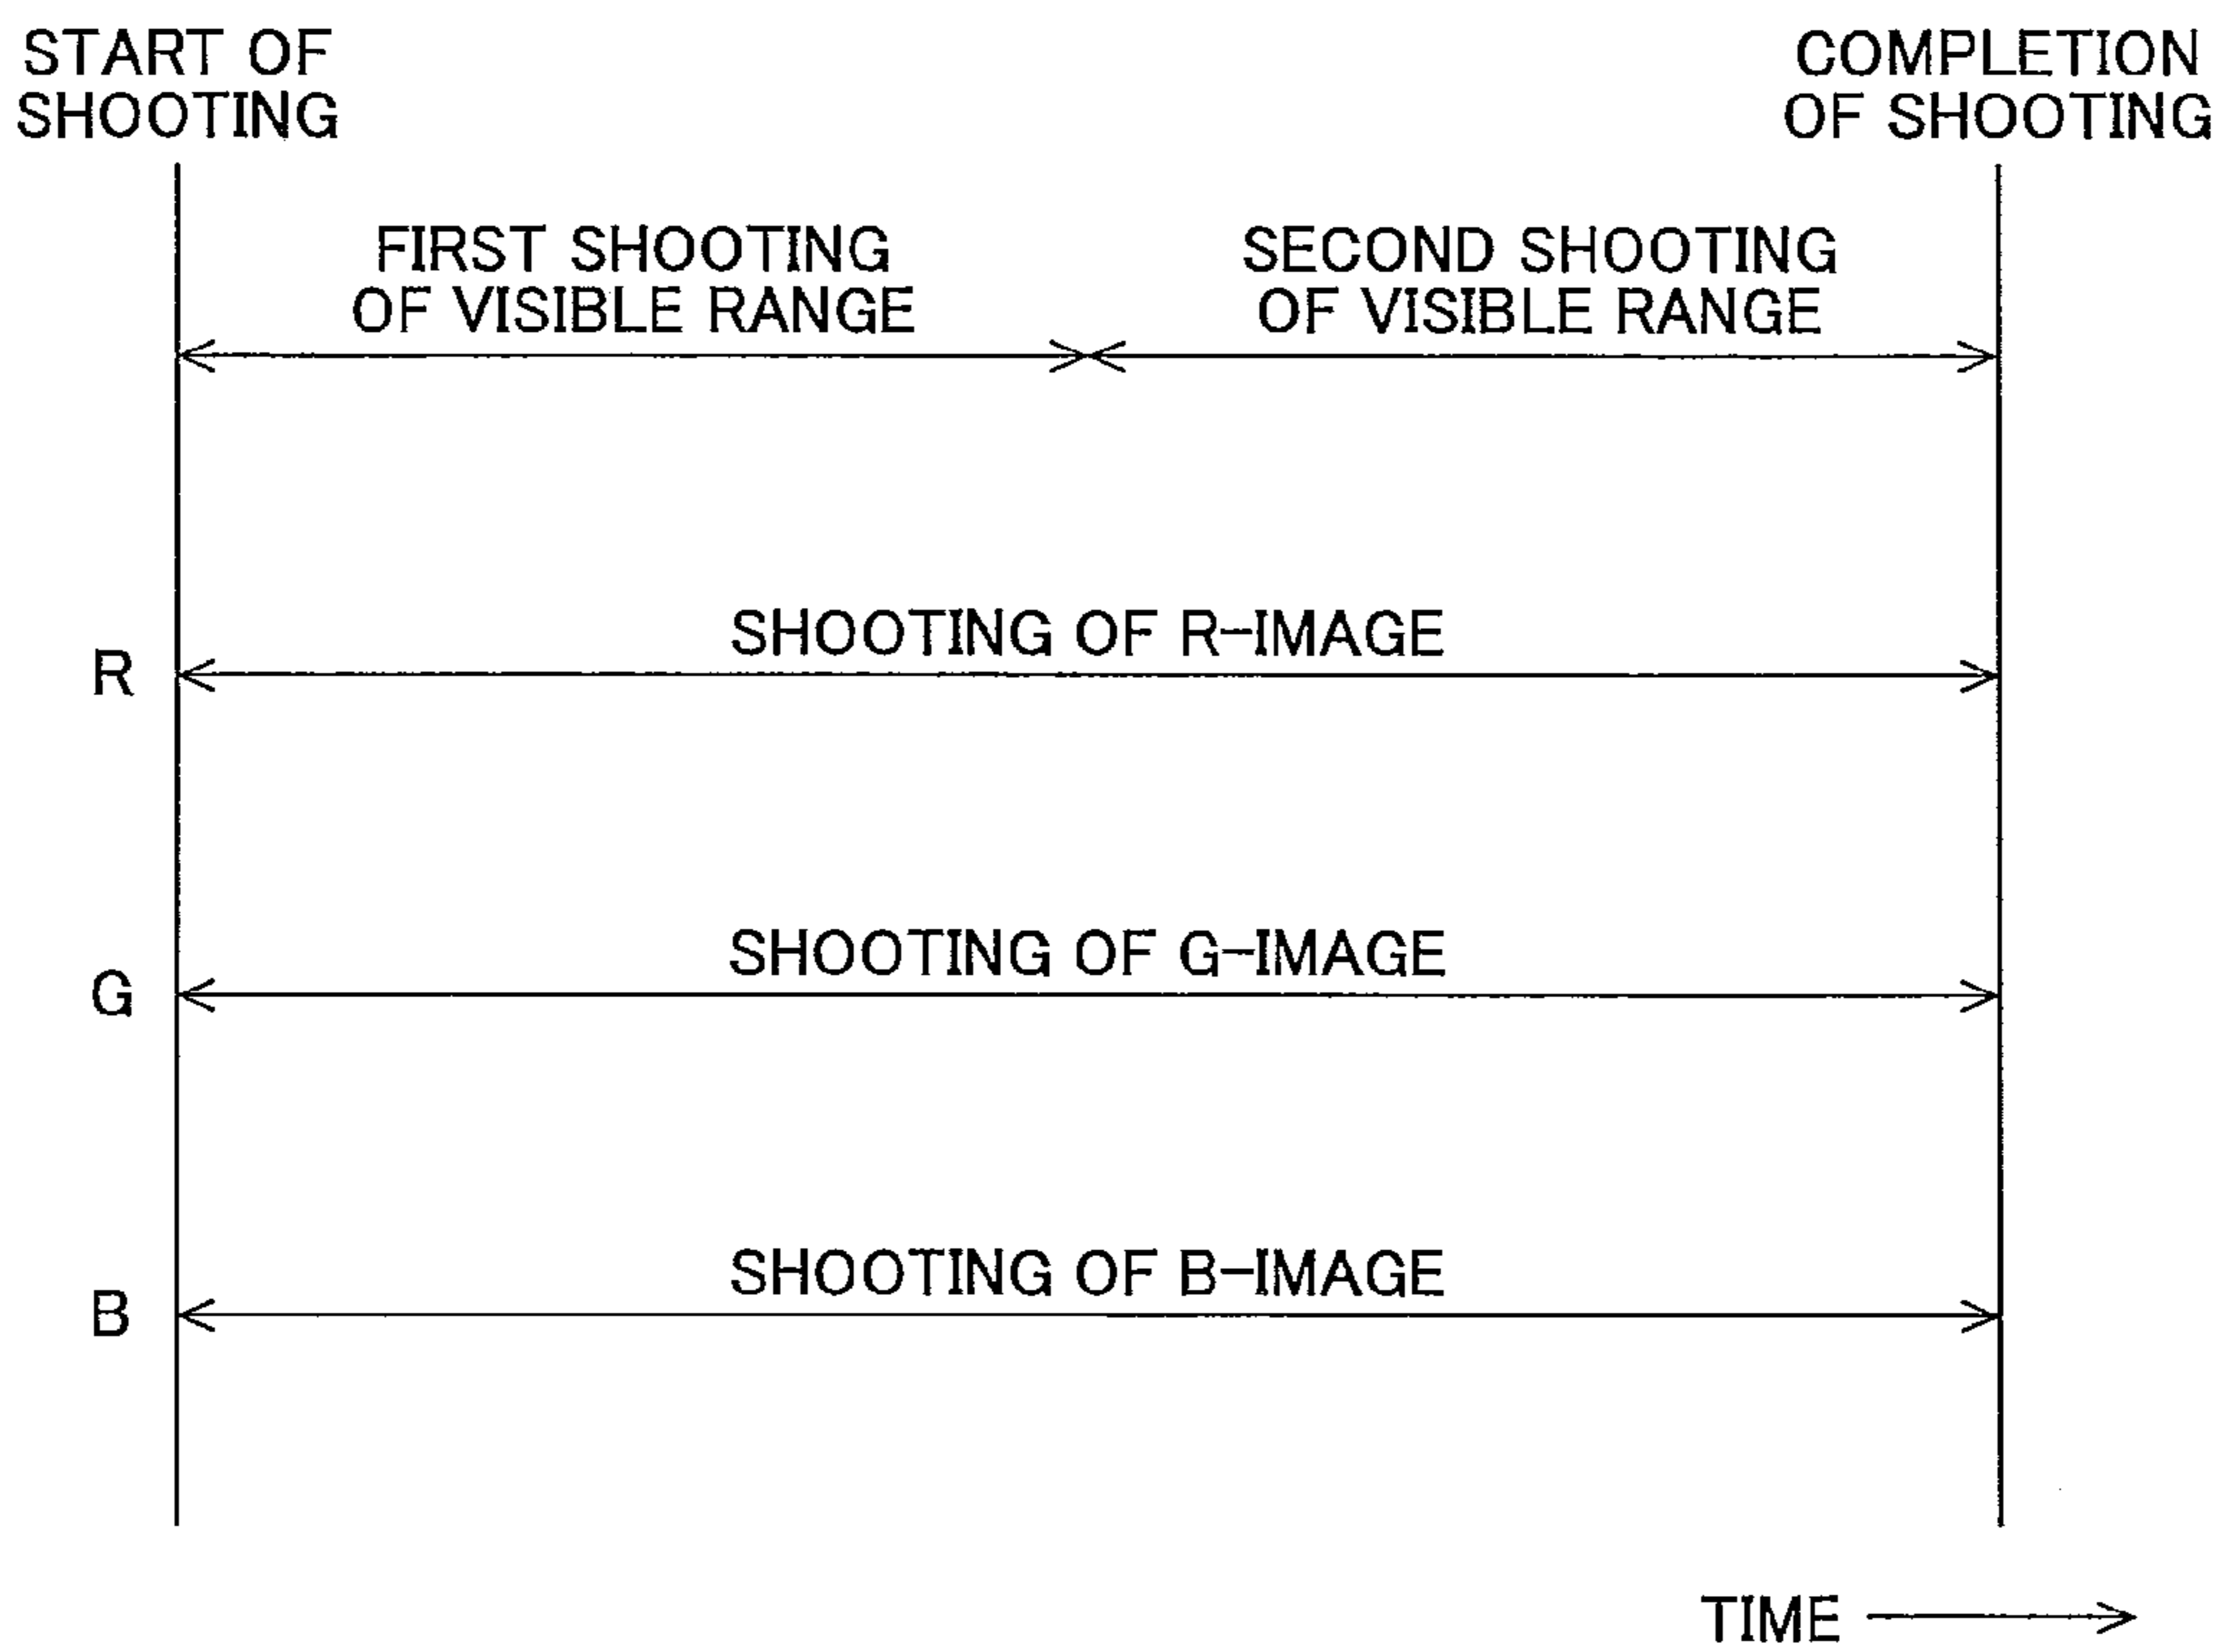 START OF
SHOOTING
COMPLETION
OF SHOOTING
FIRST SHOOTING
OF VISIBLE RANGE
SECOND SHOOTING
OF VISIBLE RANGE
SHOOTING OF R-IMAGE
R
SHOOTING OF G-IMAGE
G
SHOOTING OF B-IMAGE
B
TIME